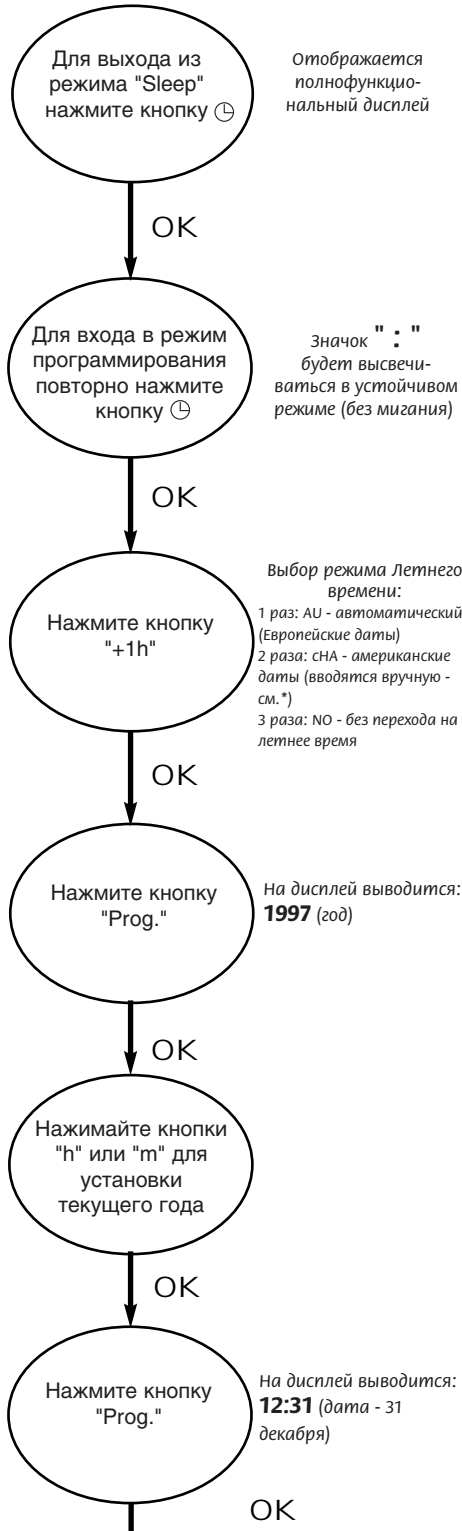 Для выхода из
режима "Sleep"
нажмите кнопку
Отображается
полнофункцио-
нальный дисплей
OK
Для входа в режим
программирования
повторно нажмите
кнопку
Значок " : "
будет высвечи-
ваться в устойчивом
режиме (без мигания)
OK
Нажмите кнопку
"+1h"
Выбор режима Летнего
времени:
1 раз: AU - автоматический
(Европейские даты)
2 раза: cHA - американские
даты (вводятся вручную -
см.*)
3 раза: NO - без перехода на
летнее время
OK
Нажмите кнопку
"Prog."
На дисплей выводится:
1997 (год)
OK
Нажимайте кнопки
"h" или "m" для
установки
текущего года
OK
Нажмите кнопку
"Prog."
На дисплей выводится:
12:31 (дата - 31
декабря)
OK